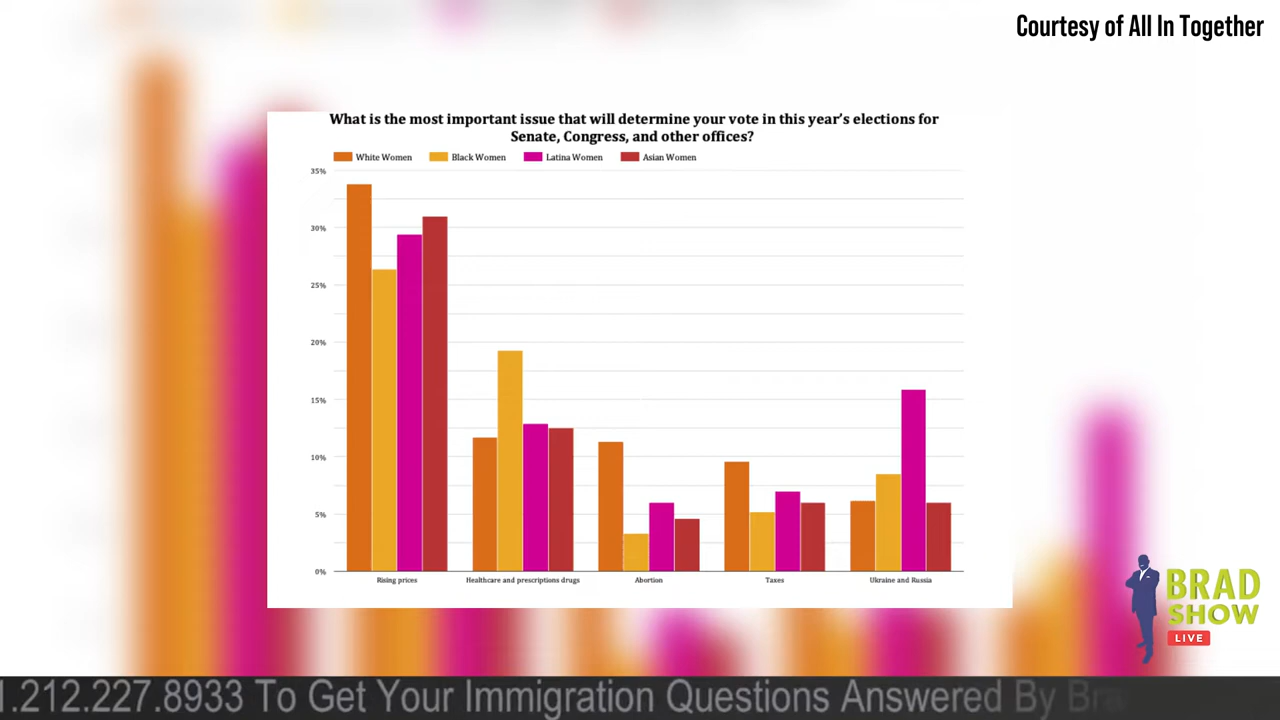 Courtesy of All In Together
What is the most important issue that will determine your vote in this year's elections for
Senate, Congress, and other offices?
White Women Black Women Latina Women Asian Women
35%
30%
25%
20%
15%
10%
5%
0%
Rising prices Healthcare and prescriptions drugs Abortion Taxes Ukraine and Russia
BRAD
SHOW
LIVE
1.212.227.8933 To Get Your Immigration Questions Answered By Bra